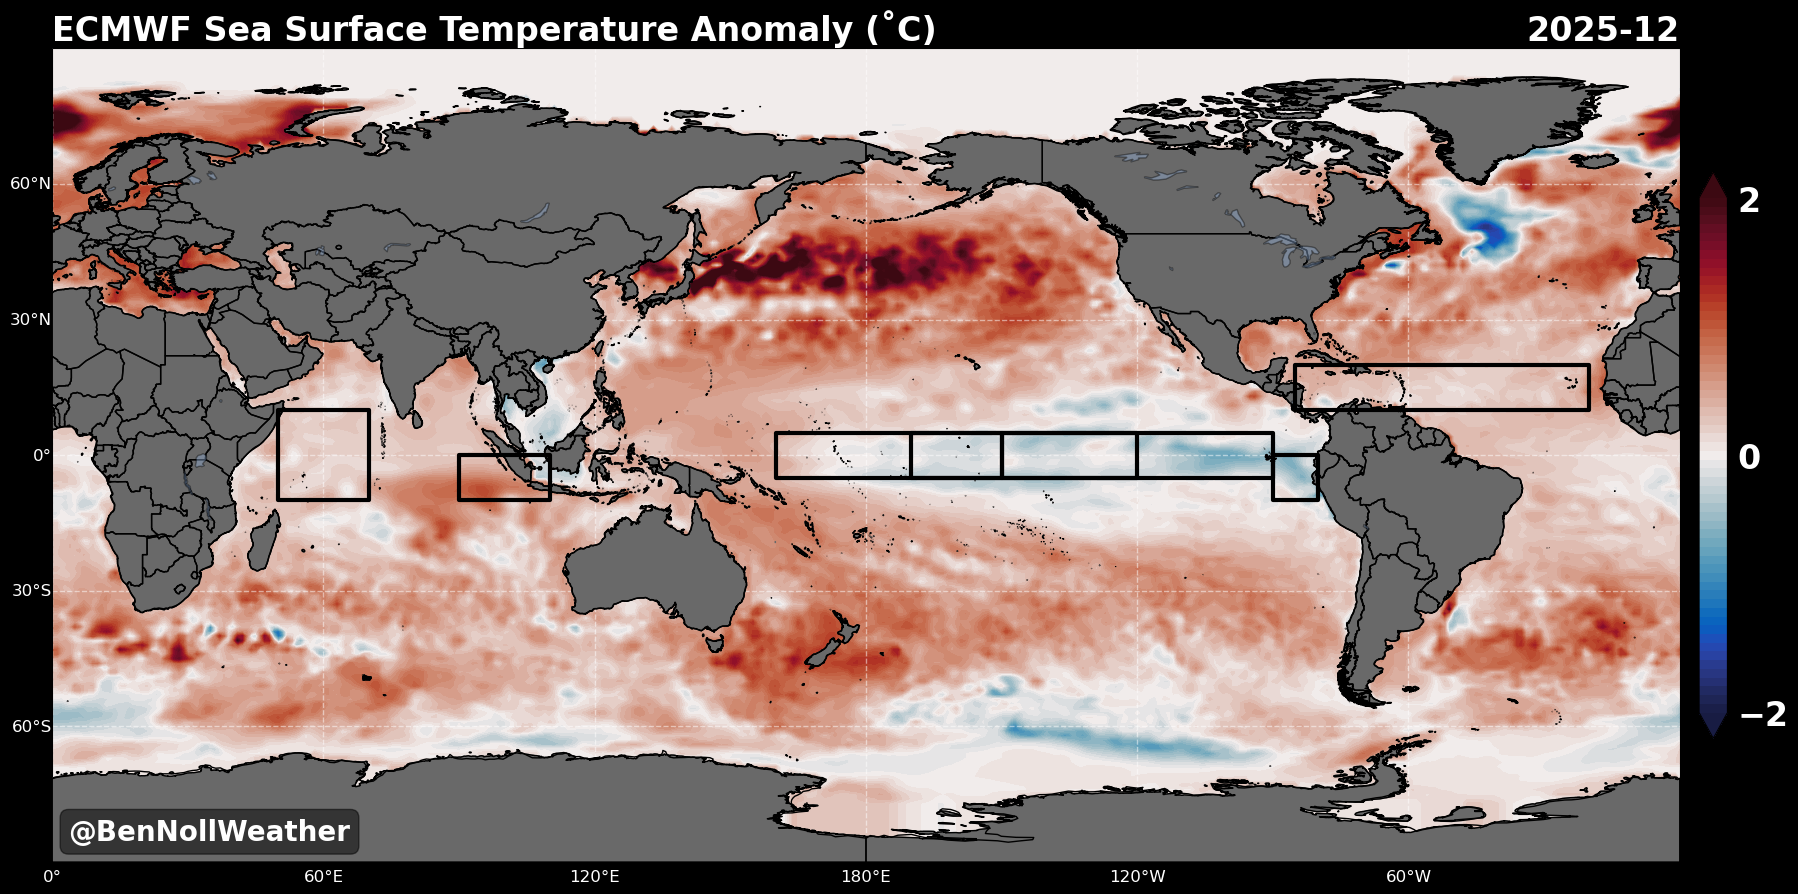 ECMWF Sea Surface Temperature Anomaly (˚C)
2025-12
60°N
30°N
0°
30°S
60°S
2
0
−2
@BenNollWeather
0°
60°E
120°E
180°E
120°W
60°W